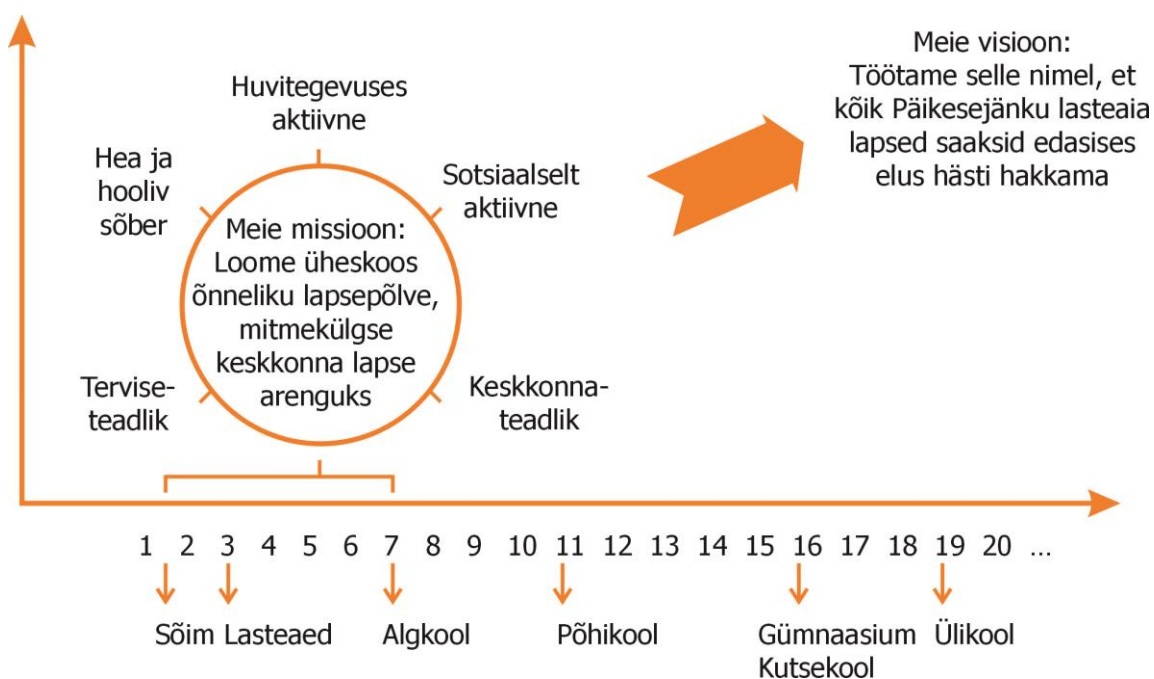 Meie visioon:
Töötame selle nimel, et
kõik Päikesejänku lasteaia
lapsed saaksid edasises
elus hästi hakkama
Huvitegevuses
aktiivne
Hea ja
hooliv
sõber
Sotsiaalselt
aktiivne
Meie missioon:
Loome üheskoos
õnneliku lapsepõlve,
mitmekülgse
keskkonna lapse
arenguks
Tervise-
teadlik
Keskkonna-
teadlik
1 2 3 4 5 6 7 8 9 10 11 12 13 14 15 16 17 18 19 20 ...
Sõim Lasteaed Algkool Põhikool Gümnaasium Ülikool
Kutsekool